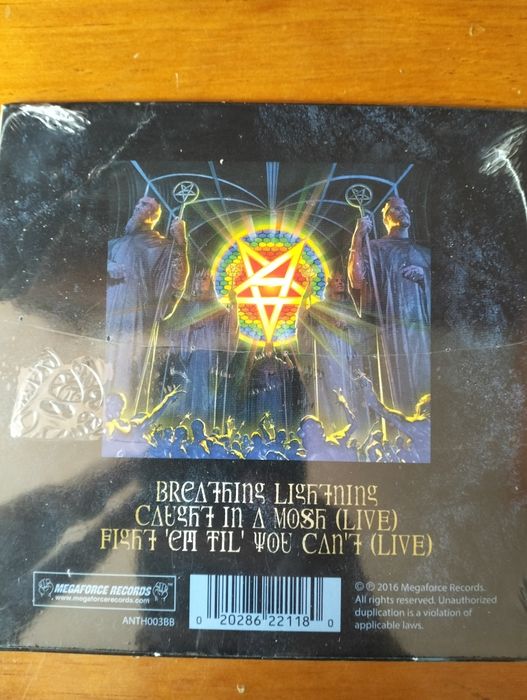 BREATHING LIGHTNING
CAUGHT IN A MOSH (LIVE)
FIGHT 'EM TIL' YOU CAN'T (LIVE)
MEGAFORCE RECORDS
www.megaforcerecords.com
ANTH003BB
0 20286 22118 0
© ℗ 2016 Megaforce Records.
All rights reserved. Unauthorized
duplication is a violation of
applicable laws.